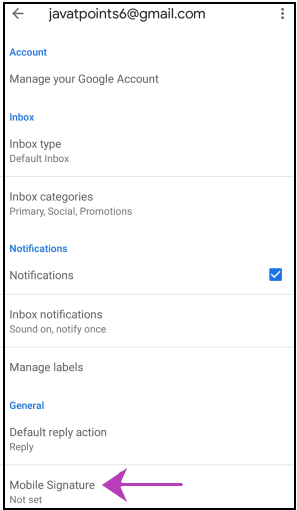 javatpoints6@gmail.com
Account
Manage your Google Account
Inbox
Inbox type
Default Inbox
Inbox categories
Primary, Social, Promotions
Notifications
Notifications
Inbox notifications
Sound on, notify once
Manage labels
General
Default reply action
Reply
Mobile Signature
Not set